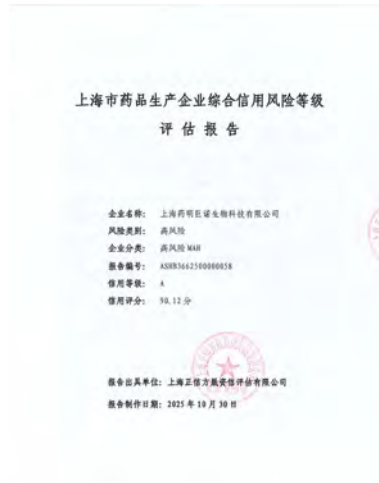 上海市药品生产企业综合信用风险等级
评估报告
企业名称： 上海药明巨诺生物科技有限公司
风险类别： 高风险
企业分类： 高风险 MAH
报告编号： ASHB3662500000058
信用等级： A
信用评分： 90.12 分
报告出具单位： 上海正信方晟资信评估有限公司
报告制作日期： 2025 年 10 月 30 日